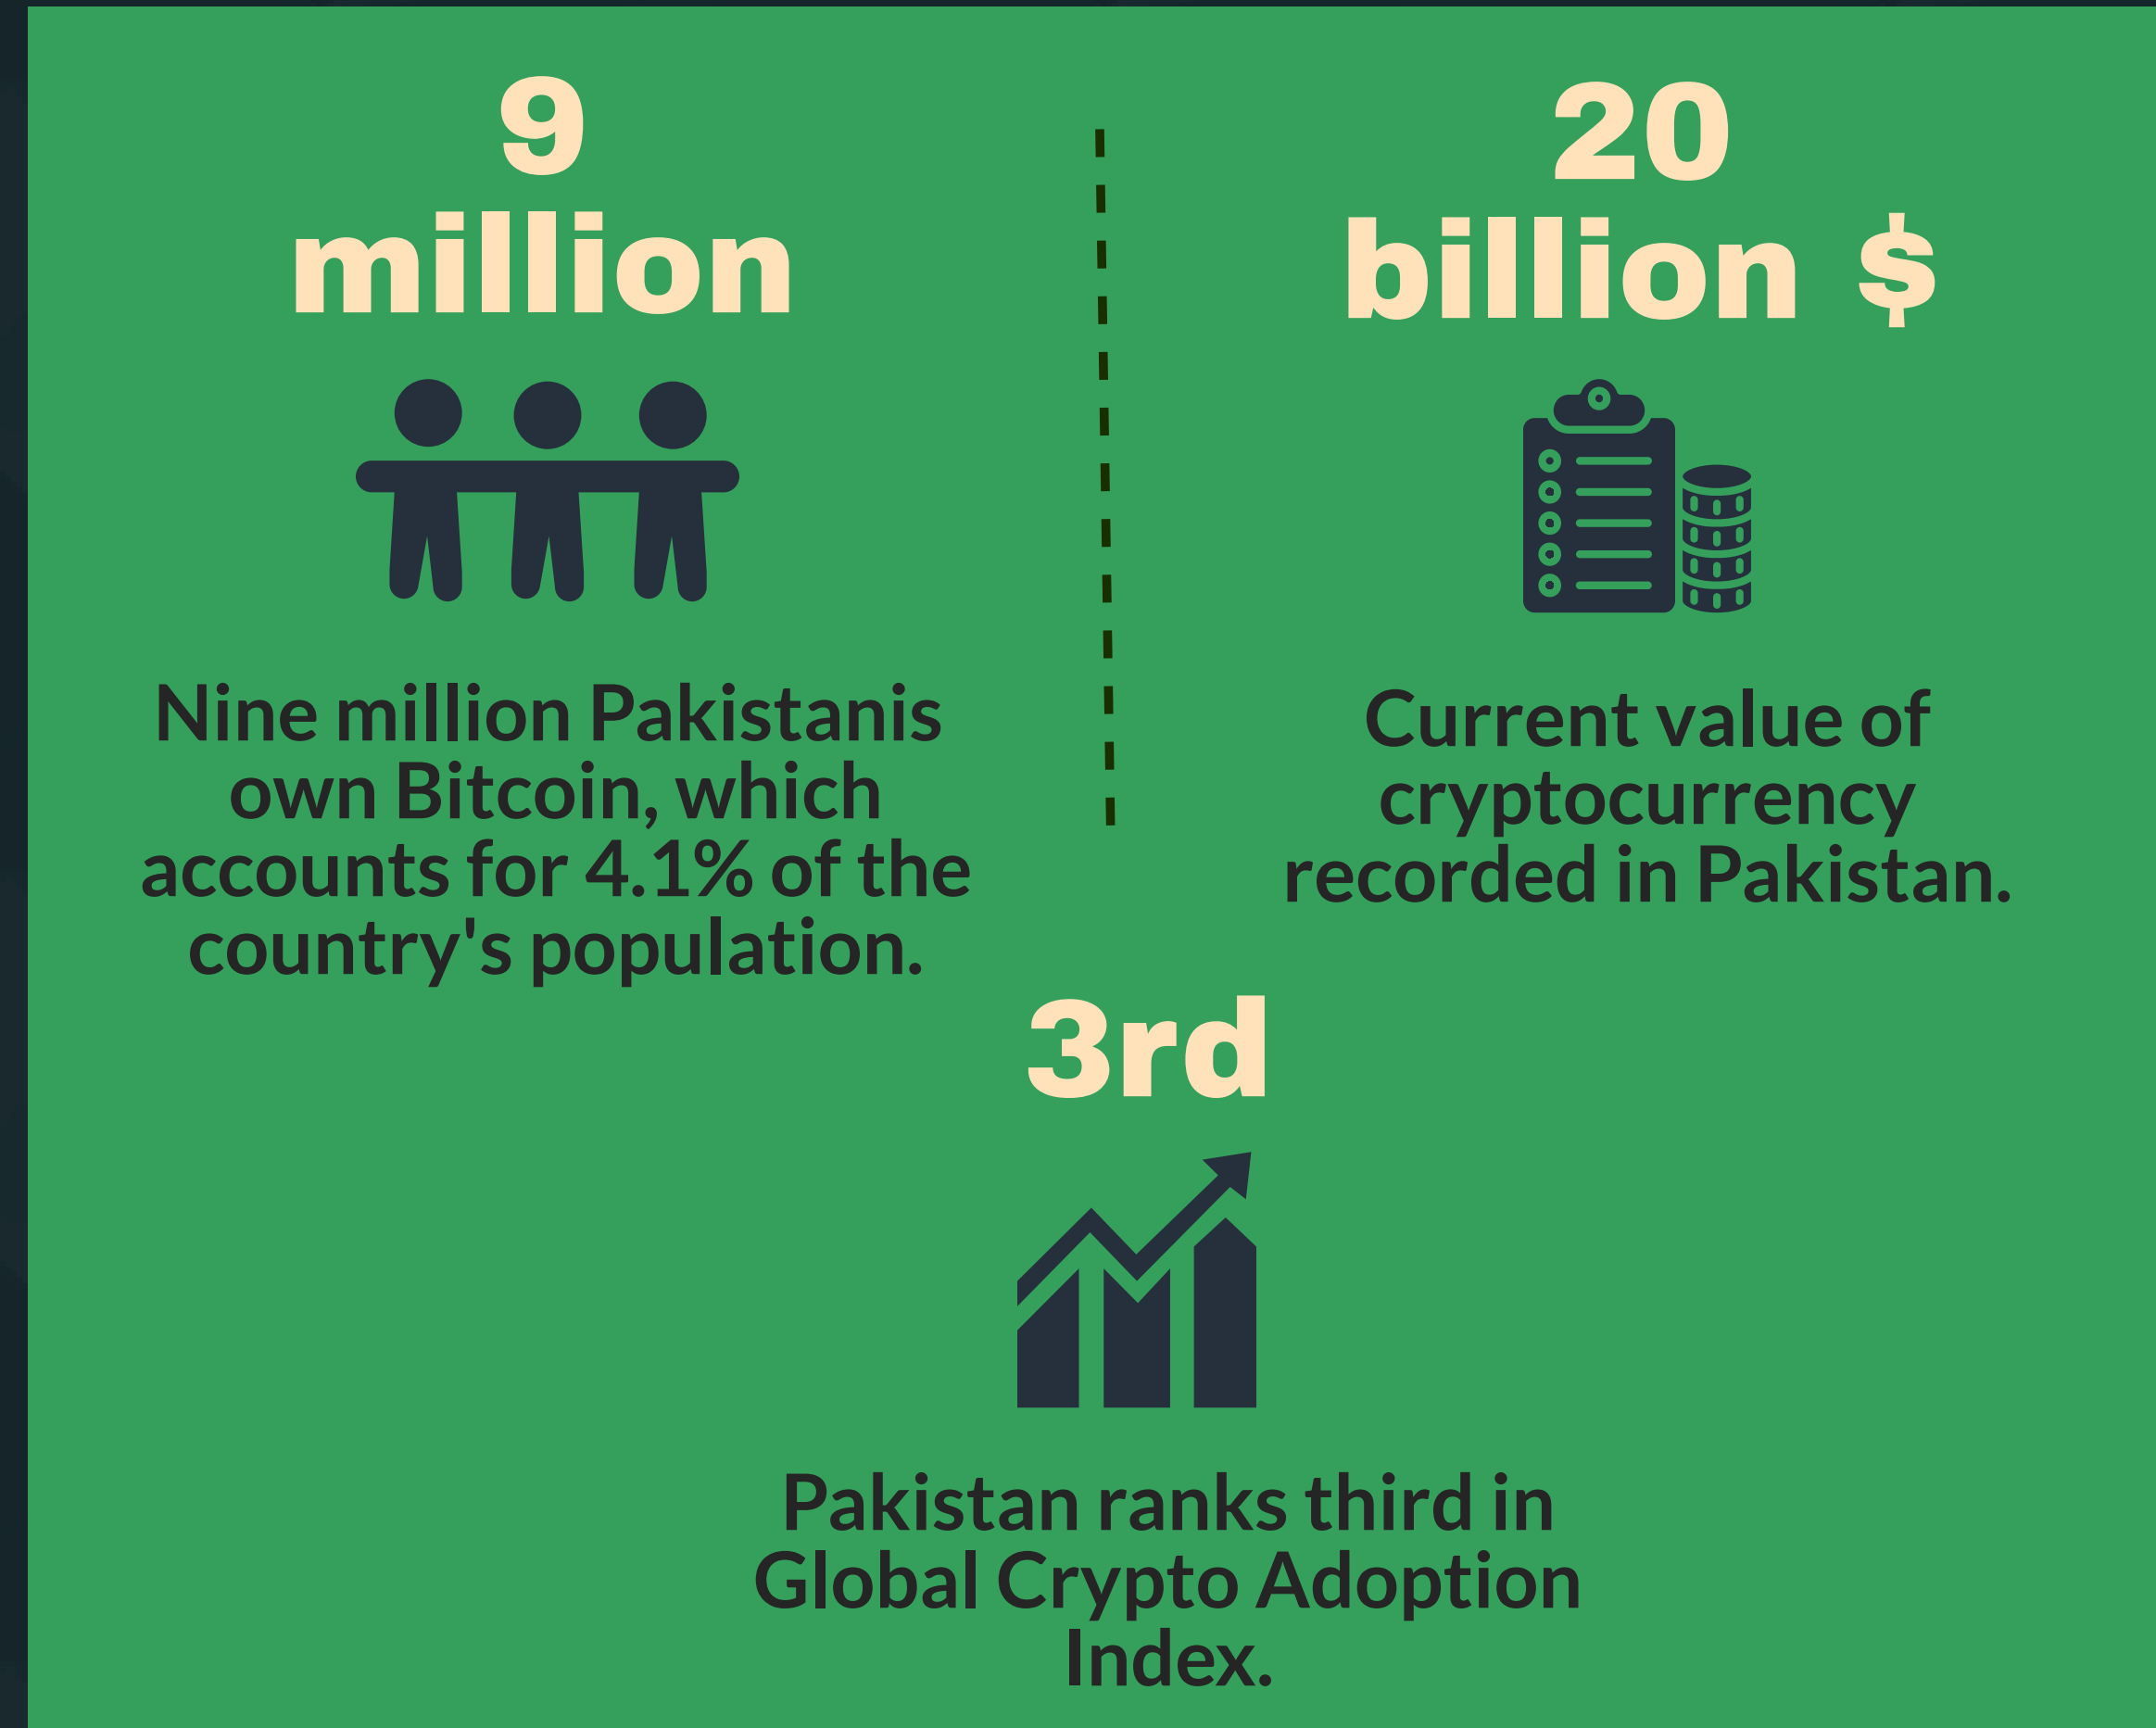 9
million
Nine million Pakistanis
own Bitcoin, which
accounts for 4.1% of the
country's population.
20
billion $
Current value of
cryptocurrency
recorded in Pakistan.
3rd
Pakistan ranks third in
Global Crypto Adoption
Index.